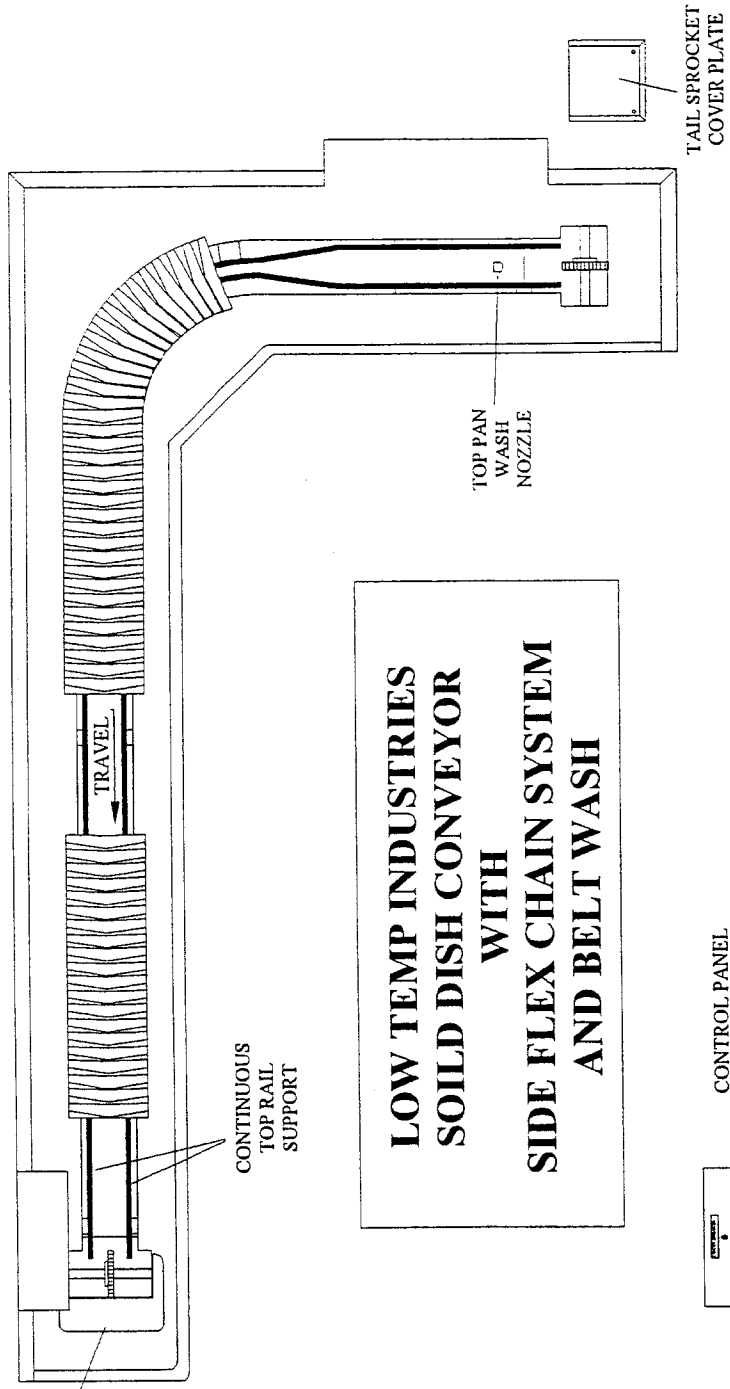 TAIL SPROCKET
COVER PLATE
TOP PAN
WASH
NOZZLE
TRAVEL
CONTINUOUS
TOP RAIL
SUPPORT
LOW TEMP INDUSTRIES
SOILD DISH CONVEYOR
WITH
SIDE FLEX CHAIN SYSTEM
AND BELT WASH
CONTROL PANEL